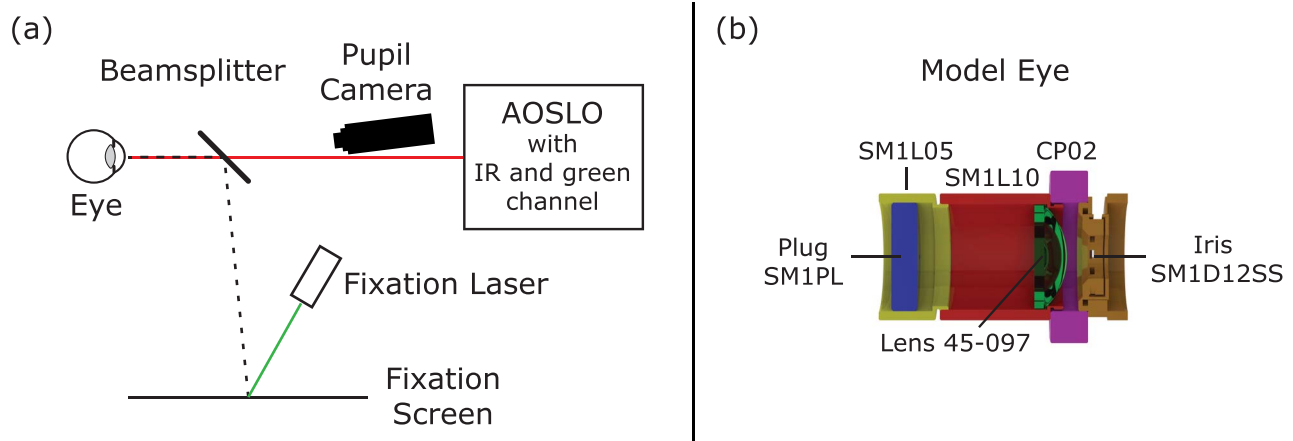 (a)
Beamsplitter
Pupil
Camera
AOSLO
with
IR and green
channel
Eye
Fixation Laser
Fixation
Screen
(b)
Model Eye
SM1L05
CP02
SM1L10
Plug
SM1PL
Iris
SM1D12SS
Lens 45-097